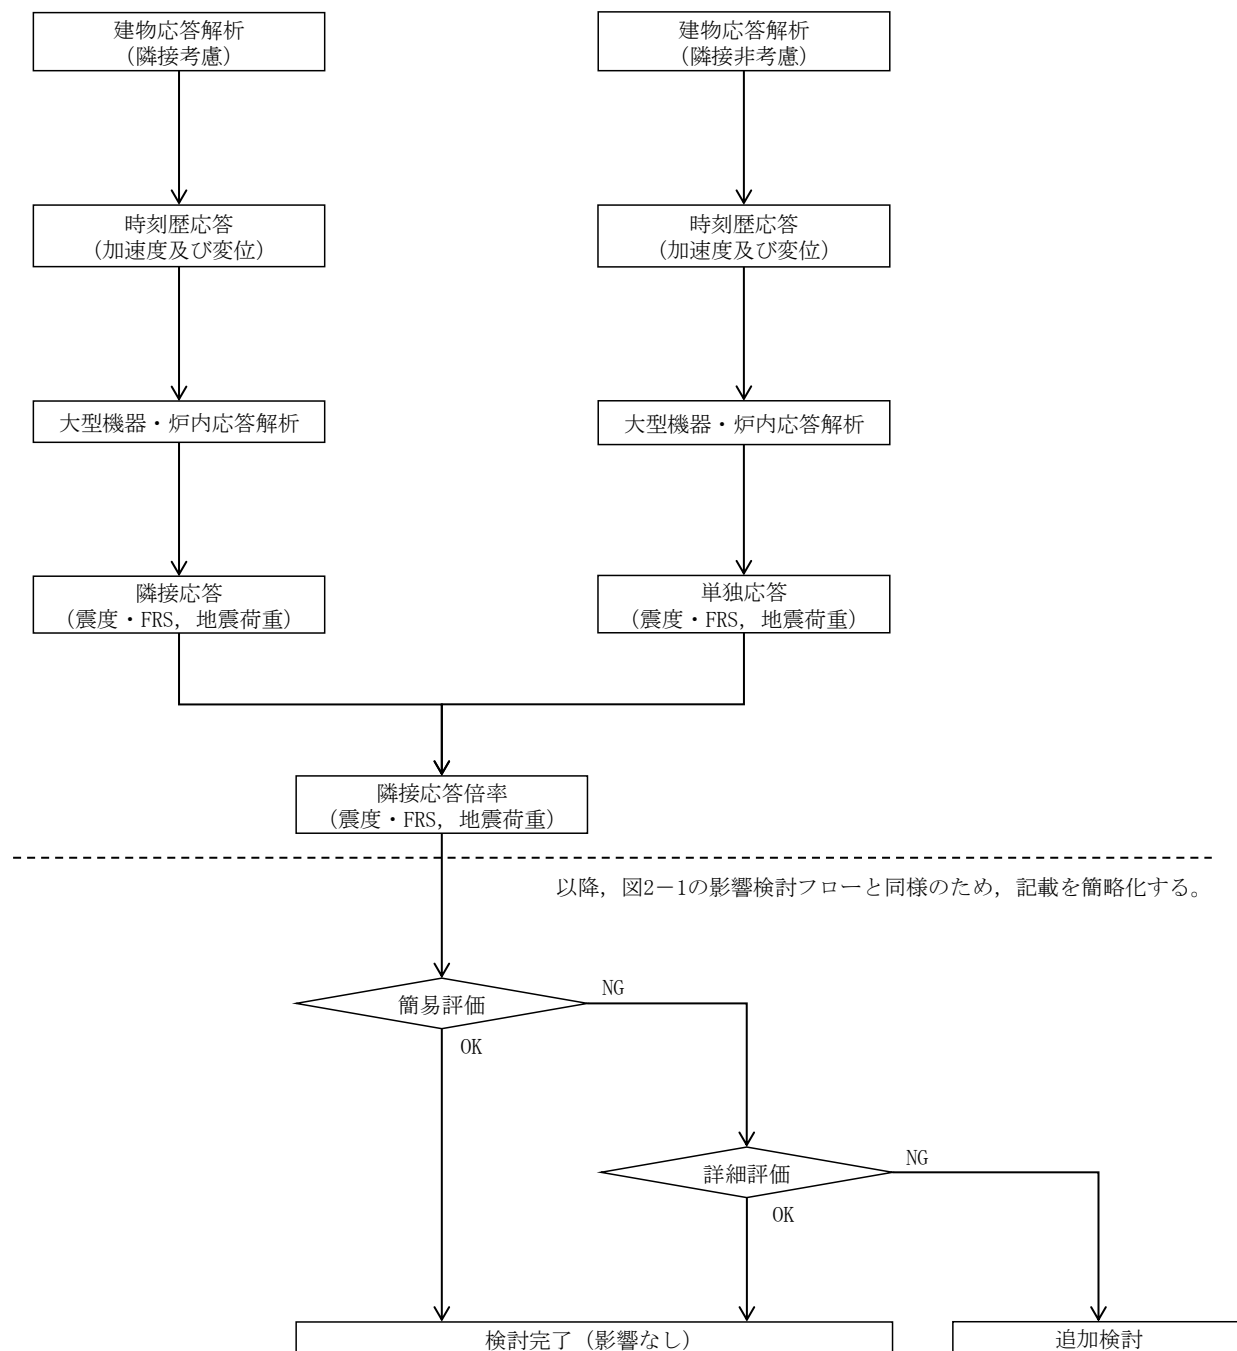 建物応答解析
（隣接考慮）
建物応答解析
（隣接非考慮）
時刻歴応答
（加速度及び変位）
時刻歴応答
（加速度及び変位）
大型機器・炉内応答解析
大型機器・炉内応答解析
隣接応答
（震度・FRS，地震荷重）
単独応答
（震度・FRS，地震荷重）
隣接応答倍率
（震度・FRS，地震荷重）
以降，図2－1の影響検討フローと同様のため，記載を簡略化する。
簡易評価
NG
OK
詳細評価
NG
OK
検討完了（影響なし）
追加検討